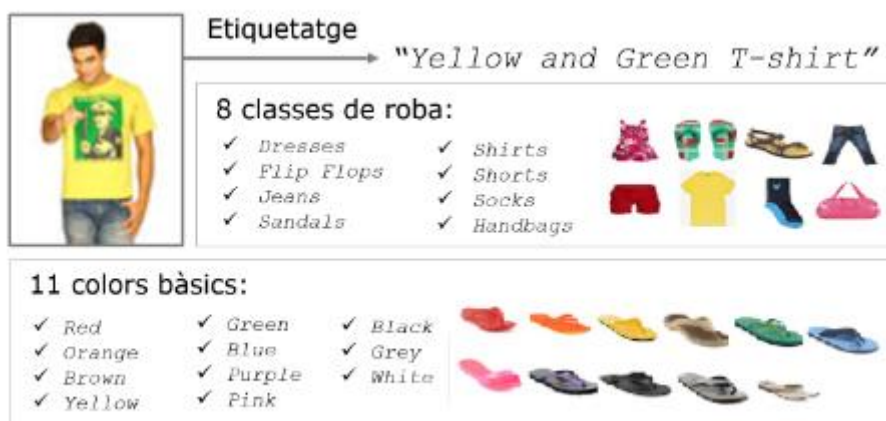 Etiquetatge
"Yellow and Green T-shirt"
8 classes de roba:
✓ Dresses
✓ Flip Flops
✓ Jeans
✓ Sandals
✓ Shirts
✓ Shorts
✓ Socks
✓ Handbags
11 colors bàsics:
✓ Red
✓ Orange
✓ Brown
✓ Yellow
✓ Green
✓ Blue
✓ Purple
✓ Pink
✓ Black
✓ Grey
✓ White